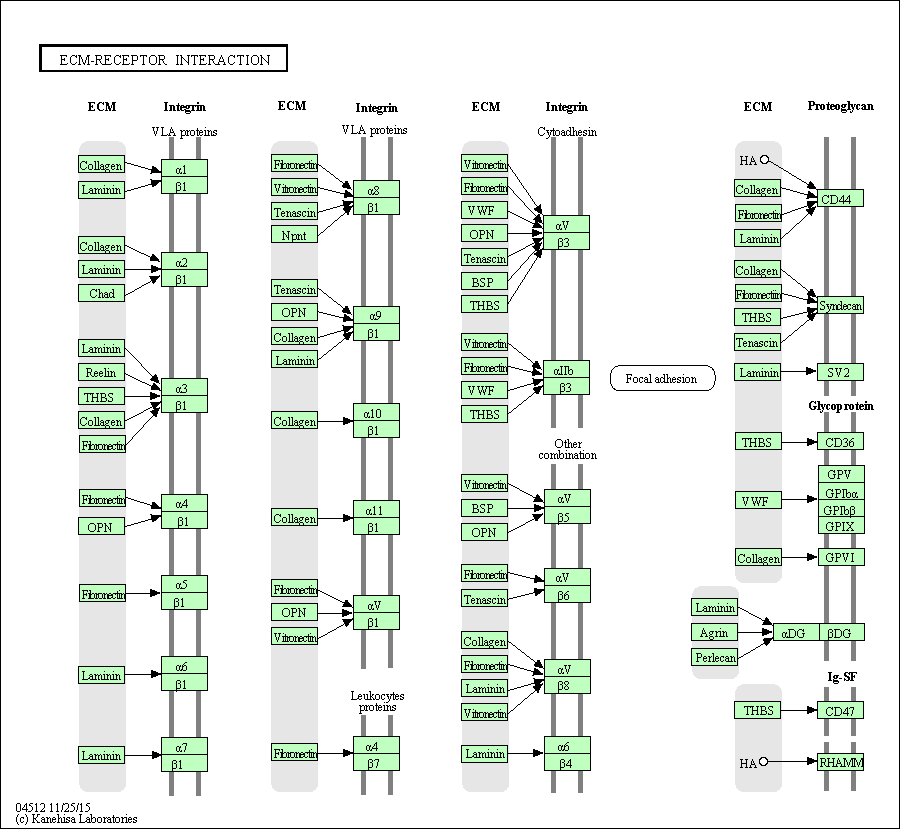 ECM-RECEPTOR INTERACTION
ECM
Integrin
VLA proteins
Collagen
Laminin
α1
β1
Collagen
Laminin
Chad
α2
β1
Laminin
Reelin
THBS
Collagen
Fibronectin
α3
β1
Fibronectin
OPN
α4
β1
Fibronectin
α5
β1
Laminin
α6
β1
Laminin
α7
β1
ECM
Integrin
VLA proteins
Fibronectin
Vitronectin
Tenascin
Npnt
α8
β1
Tenascin
OPN
Collagen
Laminin
α9
β1
Collagen
α10
β1
Collagen
α11
β1
Fibronectin
OPN
Vitronectin
αV
β1
Leukocytes
proteins
Fibronectin
α4
β7
ECM
Integrin
Cytoadhesin
Vitronectin
Fibronectin
VWF
OPN
Tenascin
BSP
THBS
αV
β3
Vitronectin
Fibronectin
VWF
THBS
αIIb
β3
Other
combination
Vitronectin
BSP
OPN
αV
β5
Fibronectin
Tenascin
αV
β6
Collagen
Fibronectin
Laminin
Vitronectin
αV
β8
Laminin
α6
β4
Focal adhesion
ECM
Proteoglycan
HA
Collagen
Fibronectin
Laminin
CD44
Collagen
Fibronectin
THBS
Tenascin
Syndecan
Laminin
SV2
Glycoprotein
THBS
CD36
VWF
GPV
GPIbα
GPIbβ
GPIX
Collagen
GPVI
Laminin
Agrin
Perlecan
αDG
βDG
Ig-SF
THBS
CD47
HA
RHAMM
04512 11/25/15
(c) Kanehisa Laboratories